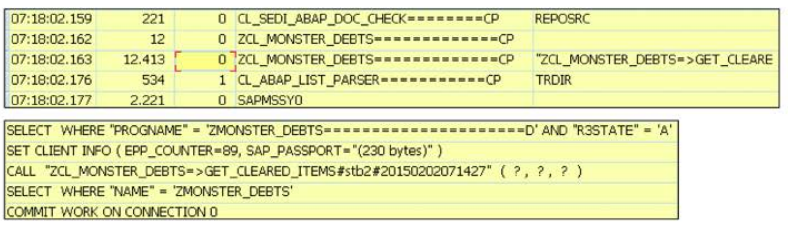 07:18:02.159 221 0 CL_SEDI_ABAP_DOC_CHECK========CP REPOSRC
07:18:02.162 12 0 ZCL_MONSTER_DEBTS=============CP
07:18:02.163 12.413 0 ZCL_MONSTER_DEBTS=============CP "ZCL_MONSTER_DEBTS=>GET_CLEARE
07:18:02.176 534 1 CL_ABAP_LIST_PARSER===========CP TRDIR
07:18:02.177 2.221 0 SAPMSSY0
SELECT WHERE "PROGNAME" = 'ZMONSTER_DEBTS=====================D' AND "R3STATE" = 'A'
SET CLIENT INFO ( EPP_COUNTER=89, SAP_PASSPORT="(230 bytes)" )
CALL "ZCL_MONSTER_DEBTS=>GET_CLEARED_ITEMS#stb2#20150202071427" ( ? , ? , ? )
SELECT WHERE "NAME" = 'ZMONSTER_DEBTS'
COMMIT WORK ON CONNECTION 0